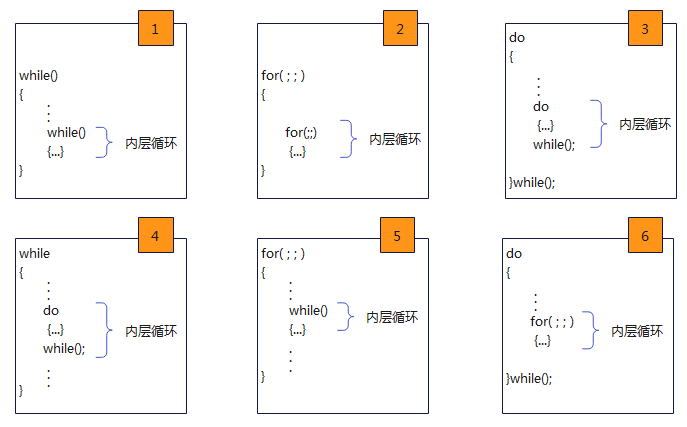 1
while()
{
.
.
while()
{...}
内层循环
}
2
for( ; ; )
{
for(;;)
{...}
内层循环
}
3
do
{
.
.
do
{...}
while();
内层循环
}while();
4
while
{
.
.
.
do
{...}
while();
内层循环
.
.
.
}
5
for( ; ; )
{
.
.
.
while()
{...}
内层循环
.
.
.
}
6
do
{
.
.
for( ; ; )
{...}
内层循环
}while();